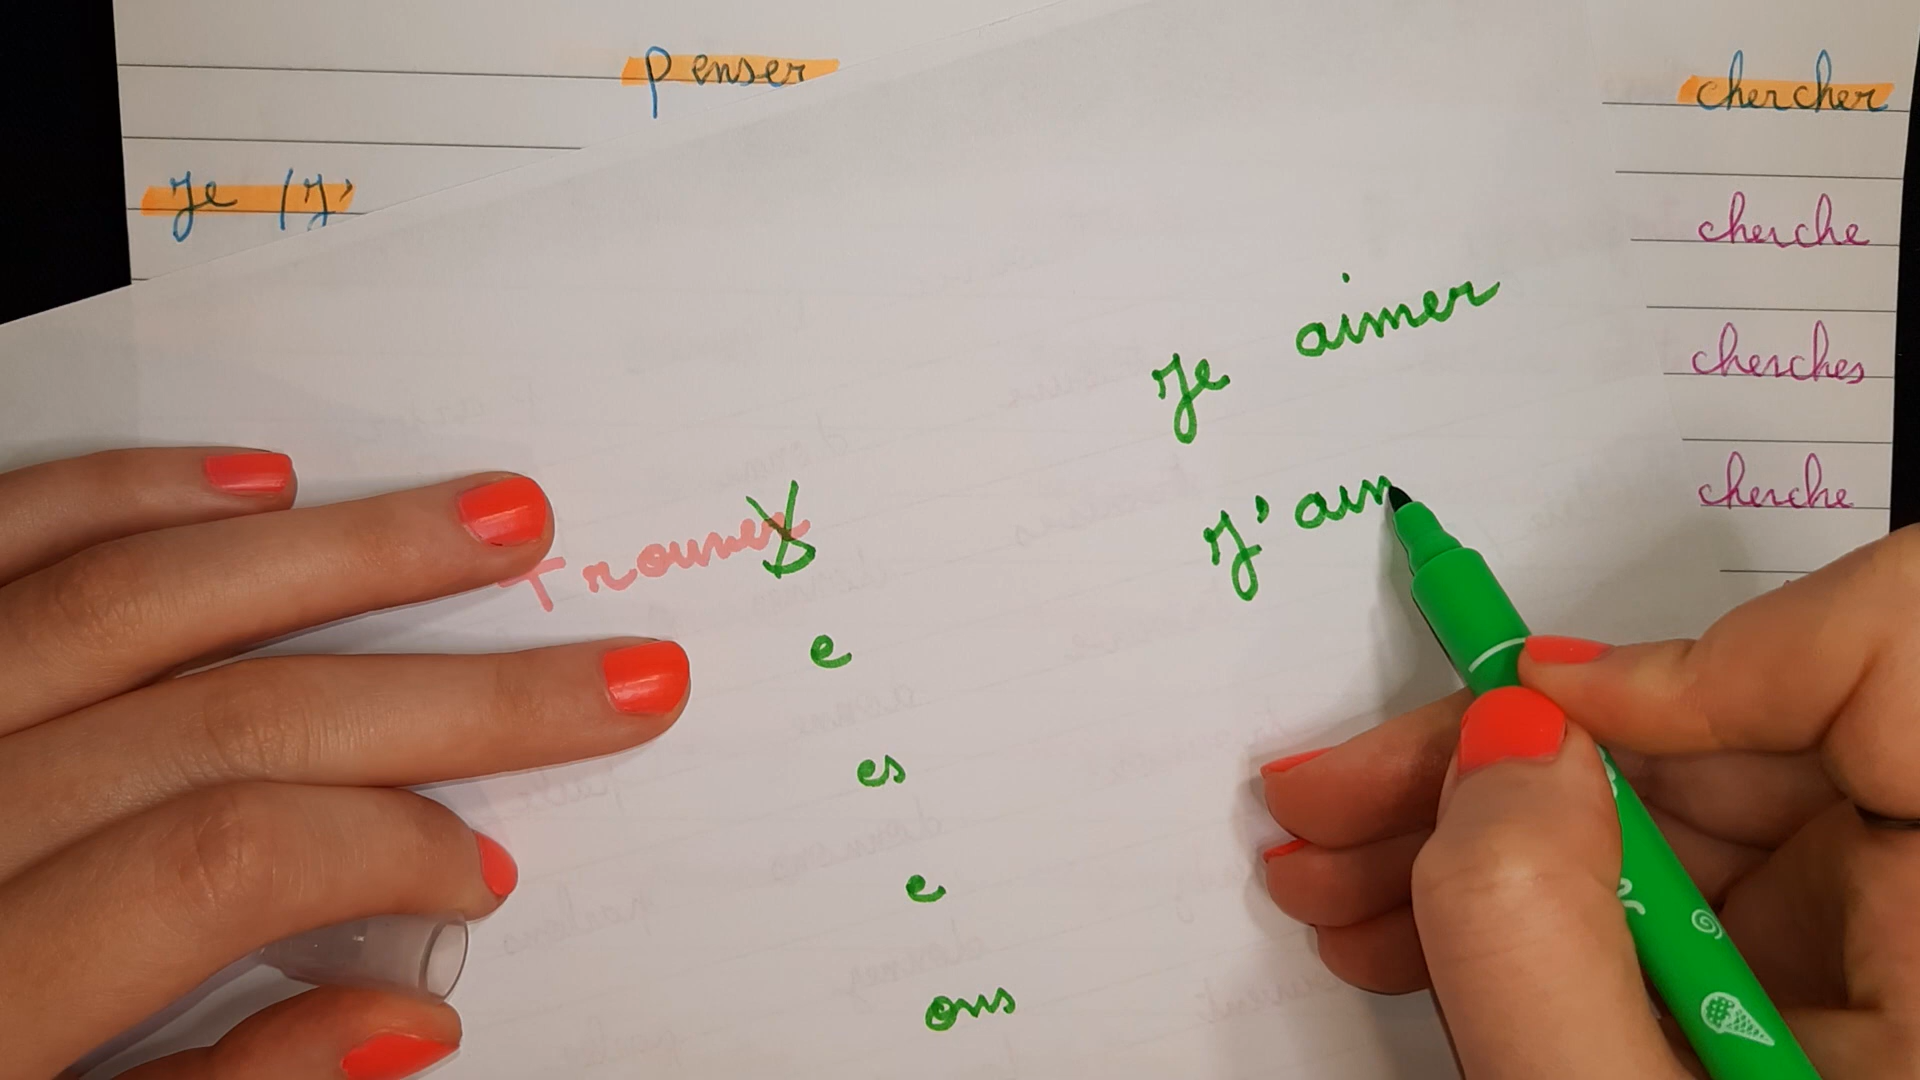 penser
chercher
Je (J'
cherche
cherches
cherche
Je aimer
J'aim
Trouver
e
es
e
ons